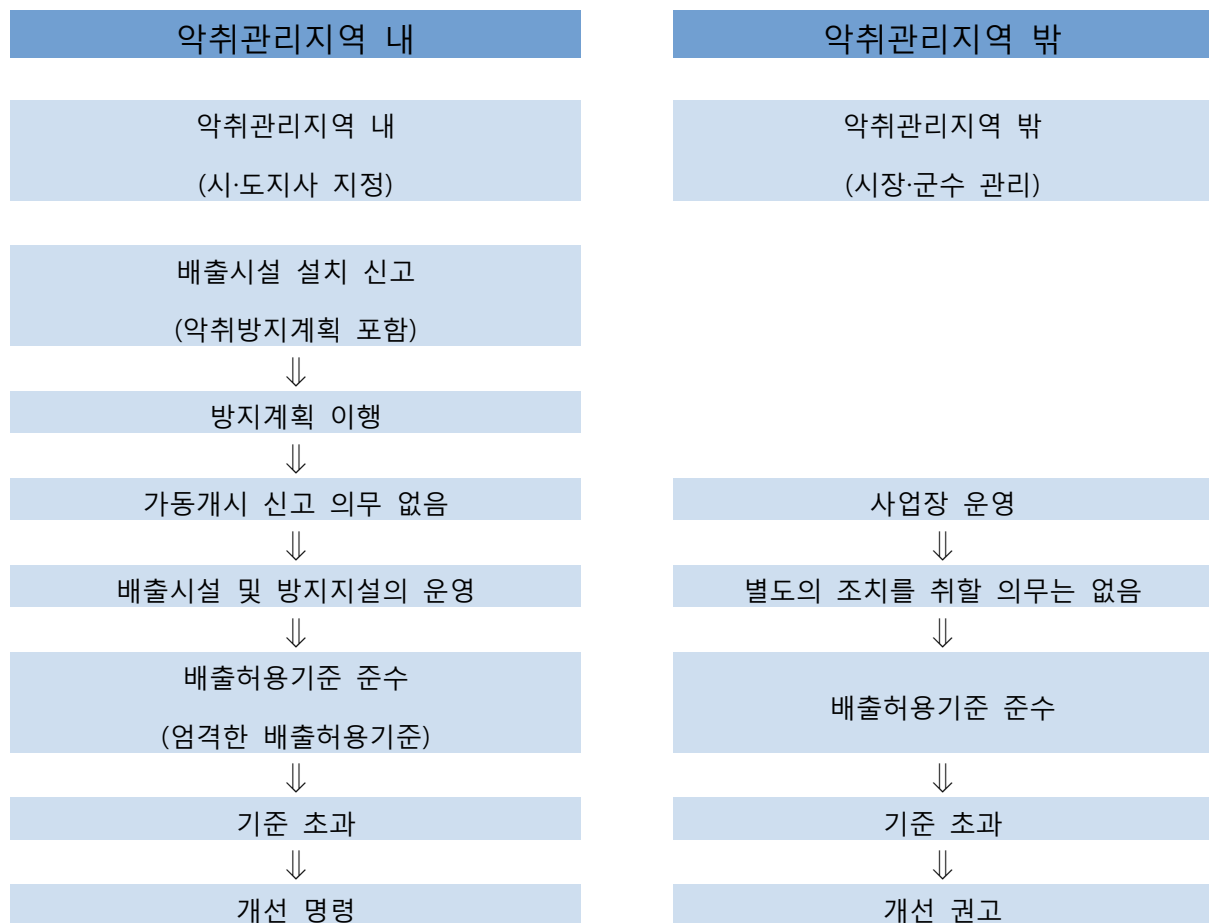 악취관리지역 내
악취관리지역 밖
악취관리지역 내
(시·도지사 지정)
악취관리지역 밖
(시장·군수 관리)
배출시설 설치 신고
(악취방지계획 포함)
⇓
방지계획 이행
⇓
가동개시 신고 의무 없음
사업장 운영
⇓
⇓
배출시설 및 방지지설의 운영
별도의 조치를 취할 의무는 없음
⇓
⇓
배출허용기준 준수
(엄격한 배출허용기준)
배출허용기준 준수
⇓
⇓
기준 초과
기준 초과
⇓
⇓
개선 명령
개선 권고